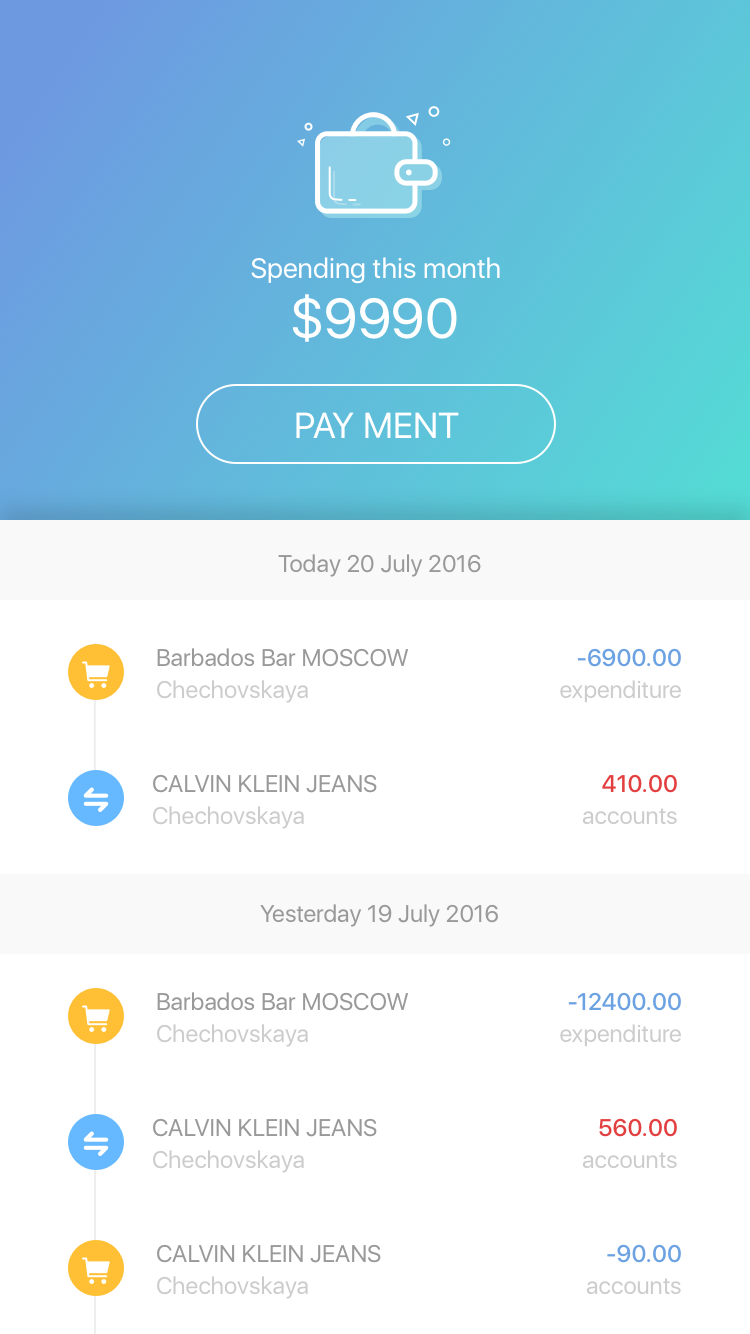 Spending this month
$9990
PAY MENT
Today 20 July 2016
Barbados Bar MOSCOW -6900.00
Chechovskaya expenditure
CALVIN KLEIN JEANS 410.00
Chechovskaya accounts
Yesterday 19 July 2016
Barbados Bar MOSCOW -12400.00
Chechovskaya expenditure
CALVIN KLEIN JEANS 560.00
Chechovskaya accounts
CALVIN KLEIN JEANS -90.00
Chechovskaya accounts